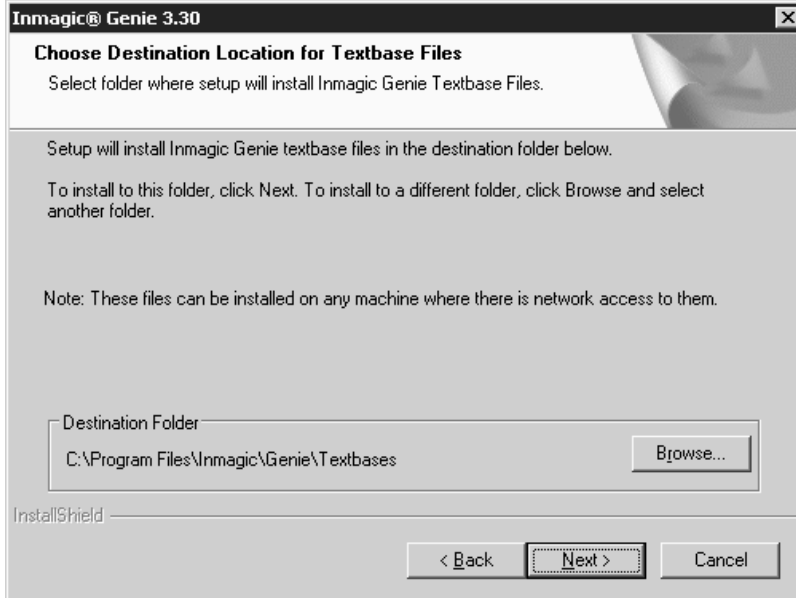 Inmagic® Genie 3.30
Choose Destination Location for Textbase Files
Select folder where setup will install Inmagic Genie Textbase Files.
Setup will install Inmagic Genie textbase files in the destination folder below.
To install to this folder, click Next. To install to a different folder, click Browse and select
another folder.
Note: These files can be installed on any machine where there is network access to them.
Destination Folder
C:\Program Files\Inmagic\Genie\Textbases
Browse...
InstallShield
< Back
Next >
Cancel